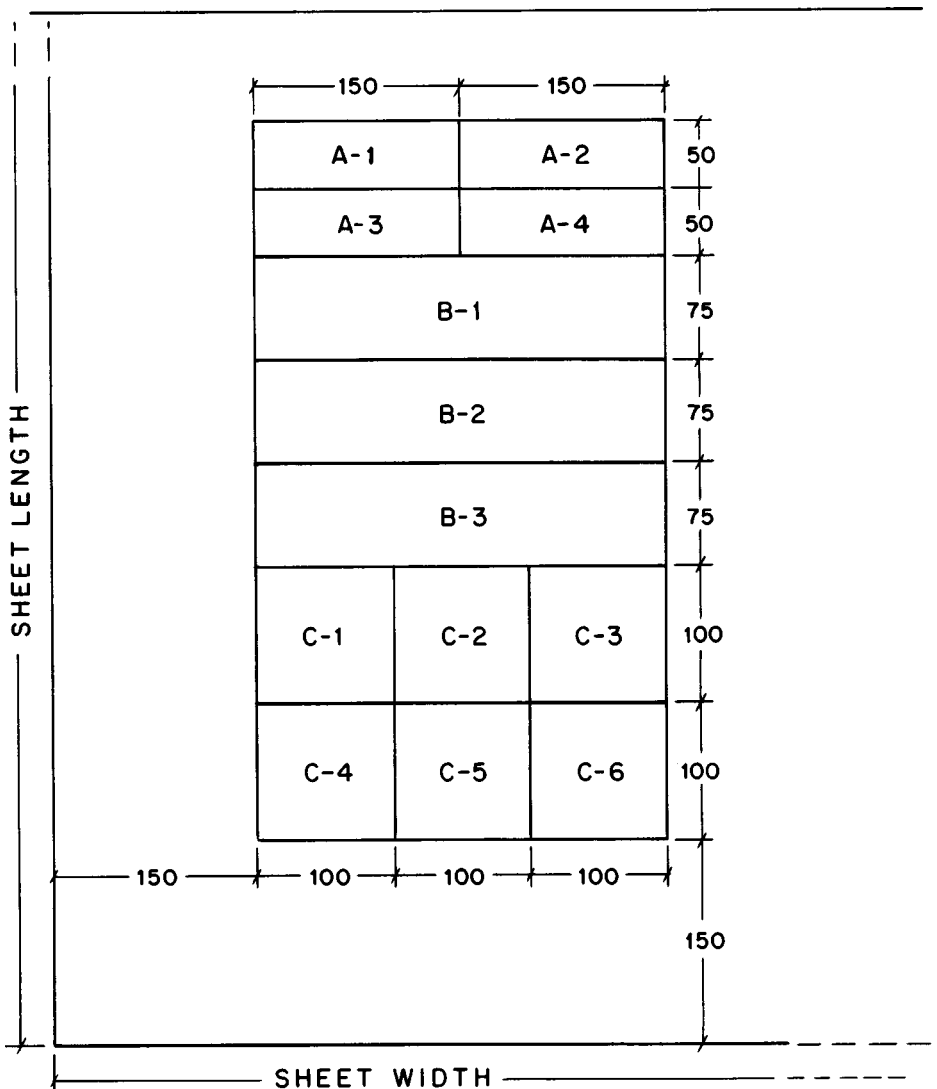 150 150
A-1 A-2 50
A-3 A-4 50
B-1 75
B-2 75
B-3 75
SHEET LENGTH
C-1 C-2 C-3 100
C-4 C-5 C-6 100
150 100 100 100
150
SHEET WIDTH